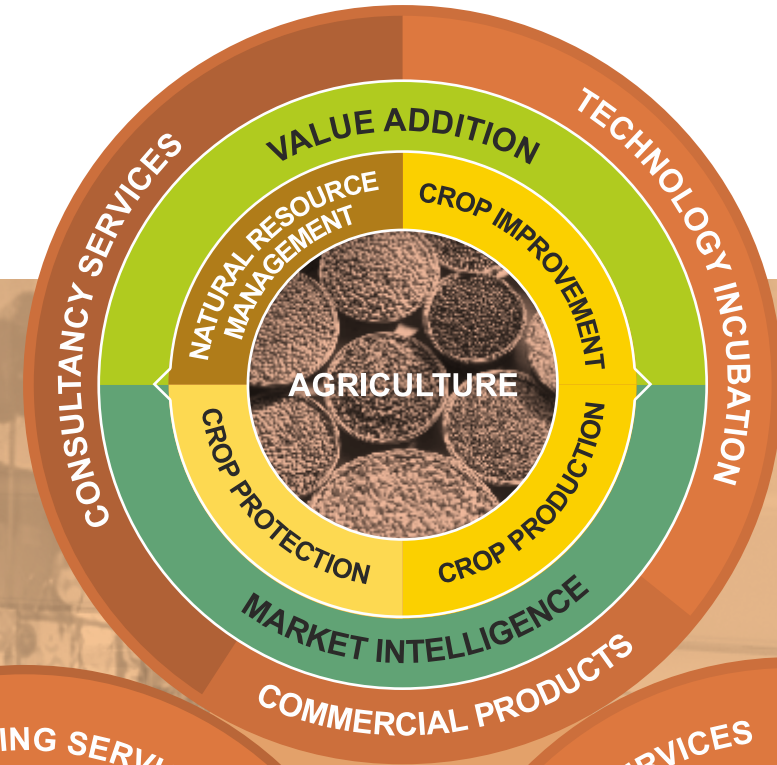 CONSULTANCY SERVICES
TECHNOLOGY INCUBATION
COMMERCIAL PRODUCTS
VALUE ADDITION
MARKET INTELLIGENCE
NATURAL RESOURCE
MANAGEMENT
CROP IMPROVEMENT
CROP PROTECTION
CROP PRODUCTION
AGRICULTURE